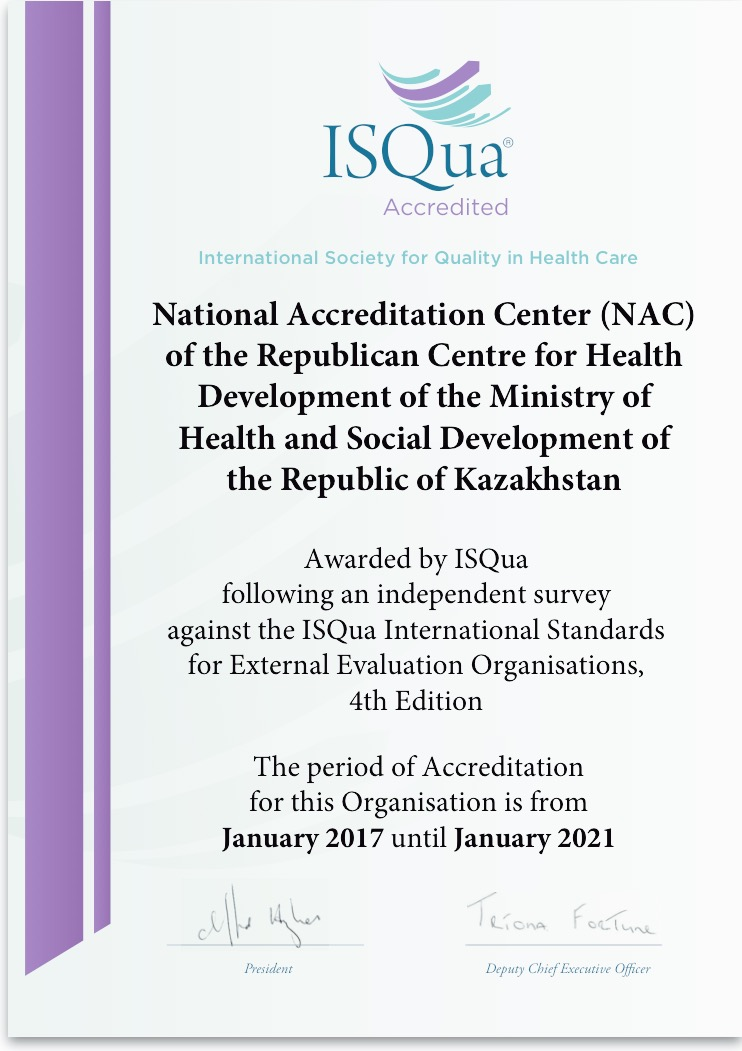 ISQua®
Accredited
International Society for Quality in Health Care
National Accreditation Center (NAC)
of the Republican Centre for Health
Development of the Ministry of
Health and Social Development of
the Republic of Kazakhstan
Awarded by ISQua
following an independent survey
against the ISQua International Standards
for External Evaluation Organisations,
4th Edition
The period of Accreditation
for this Organisation is from
January 2017 until January 2021
Triona Fortune
President
Deputy Chief Executive Officer